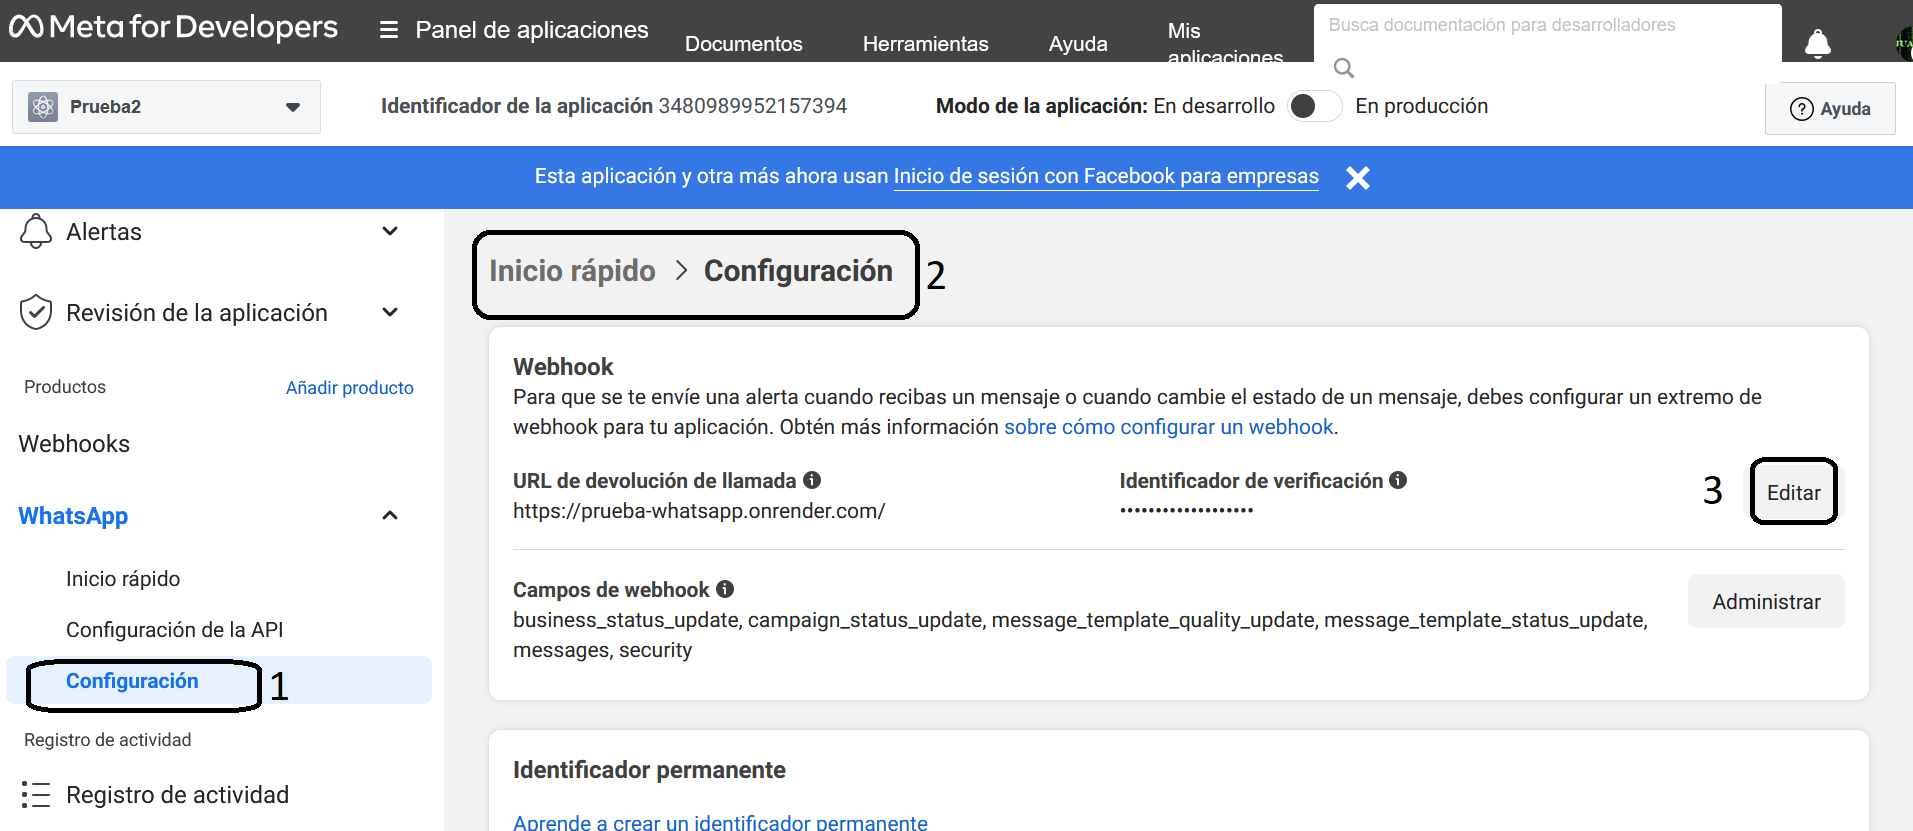 Meta for Developers
Panel de aplicaciones
Documentos
Herramientas
Ayuda
Mis
aplicaciones
Busca documentación para desarrolladores
Prueba2
Identificador de la aplicación 3480989952157394
Modo de la aplicación: En desarrollo En producción
Ayuda
Esta aplicación y otra más ahora usan Inicio de sesión con Facebook para empresas
Alertas
Revisión de la aplicación
Productos Añadir producto
Webhooks
WhatsApp
Inicio rápido
Configuración de la API
Configuración 1
Registro de actividad
Registro de actividad
Inicio rápido > Configuración 2
Webhook
Para que se te envíe una alerta cuando recibas un mensaje o cuando cambie el estado de un mensaje, debes configurar un extremo de
webhook para tu aplicación. Obtén más información sobre cómo configurar un webhook.
URL de devolución de llamada
https://prueba-whatsapp.onrender.com/
Identificador de verificación
•••••••••••••••••••
3 Editar
Campos de webhook
business_status_update, campaign_status_update, message_template_quality_update, message_template_status_update,
messages, security
Administrar
Identificador permanente
Aprende a crear un identificador permanente